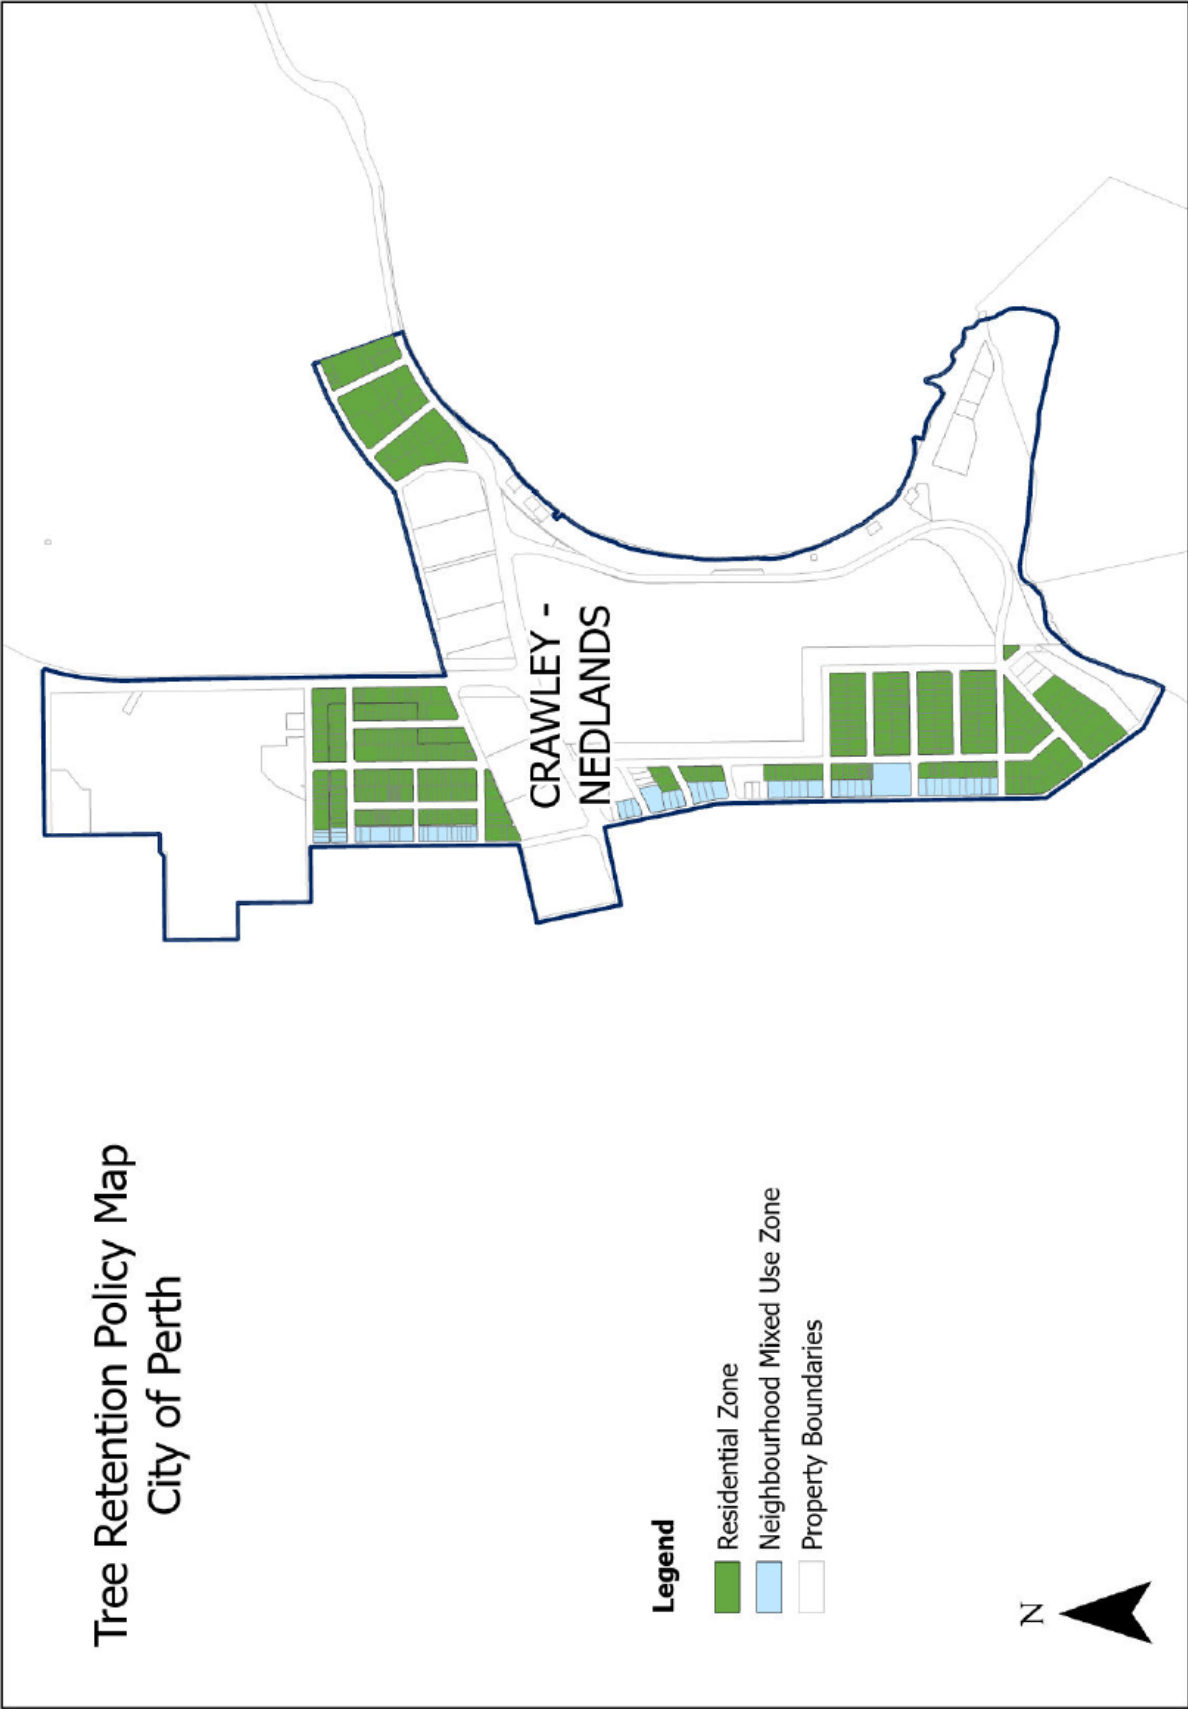 Tree Retention Policy Map
City of Perth
CRAWLEY -
NEDLANDS
Legend
Residential Zone
Neighbourhood Mixed Use Zone
Property Boundaries
N